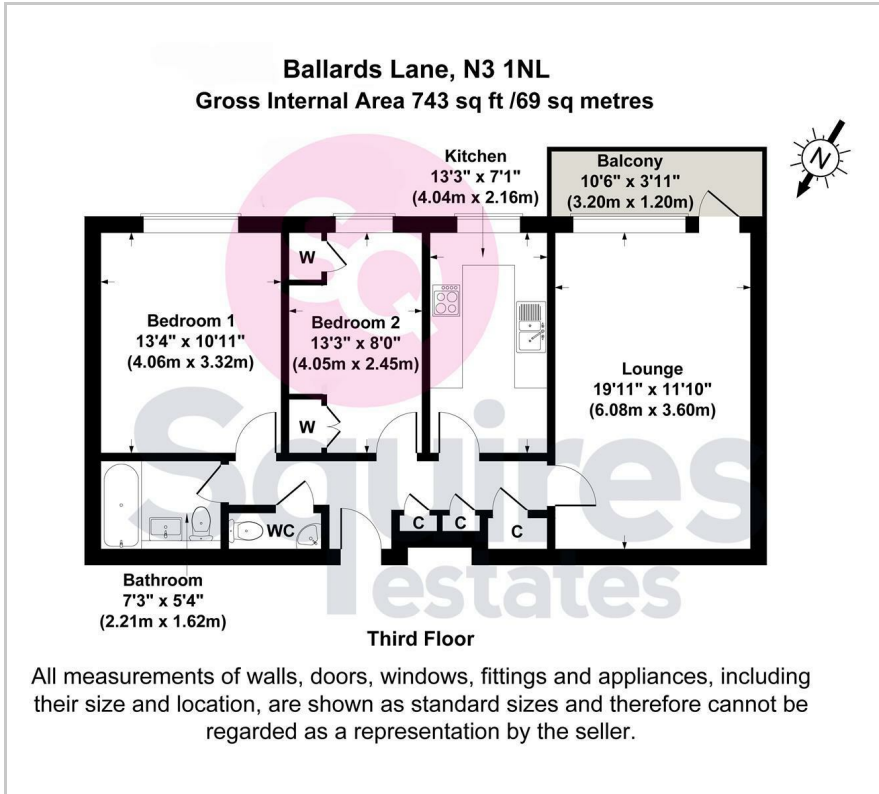 Ballards Lane, N3 1NL
Gross Internal Area 743 sq ft /69 sq metres
N
Kitchen
13'3" x 7'1"
(4.04m x 2.16m)
Balcony
10'6" x 3'11"
(3.20m x 1.20m)
W
SQ
Bedroom 1
13'4" x 10'11"
(4.06m x 3.32m)
Bedroom 2
13'3" x 8'0"
(4.05m x 2.45m)
Lounge
19'11" x 11'10"
(6.08m x 3.60m)
W
Squires
estates
WC
C
C
C
Bathroom
7'3" x 5'4"
(2.21m x 1.62m)
Third Floor
All measurements of walls, doors, windows, fittings and appliances, including
their size and location, are shown as standard sizes and therefore cannot be
regarded as a representation by the seller.